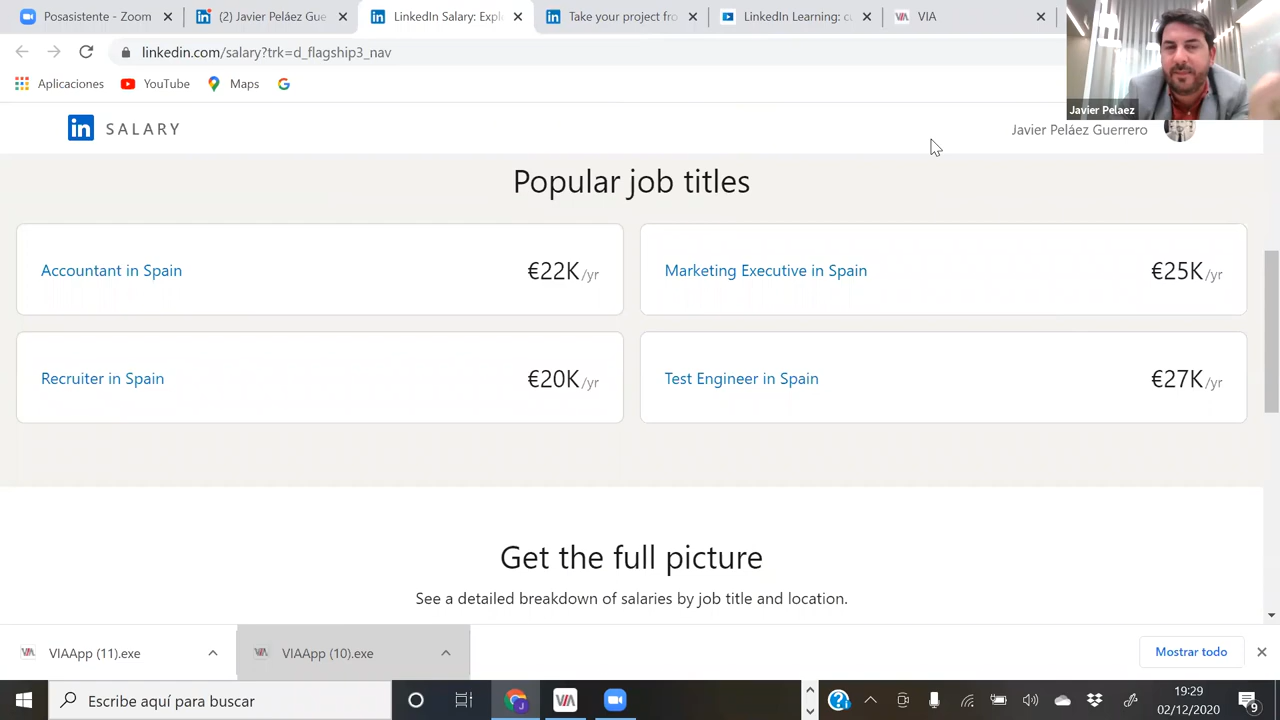 Posasistente - Zoom
(2) Javier Peláez Gue
LinkedIn Salary: Expl
Take your project fro
LinkedIn Learning: c
VIA
linkedin.com/salary?trk=d_flagship3_nav
Aplicaciones
YouTube
Maps
Javier Pelaez
in SALARY
Javier Peláez Guerrero
Popular job titles
Accountant in Spain
€22K/yr
Marketing Executive in Spain
€25K/yr
Recruiter in Spain
€20K/yr
Test Engineer in Spain
€27K/yr
Get the full picture
See a detailed breakdown of salaries by job title and location.
VIAApp (11).exe
VIAApp (10).exe
Mostrar todo
Escribe aquí para buscar
19:29
02/12/2020
9